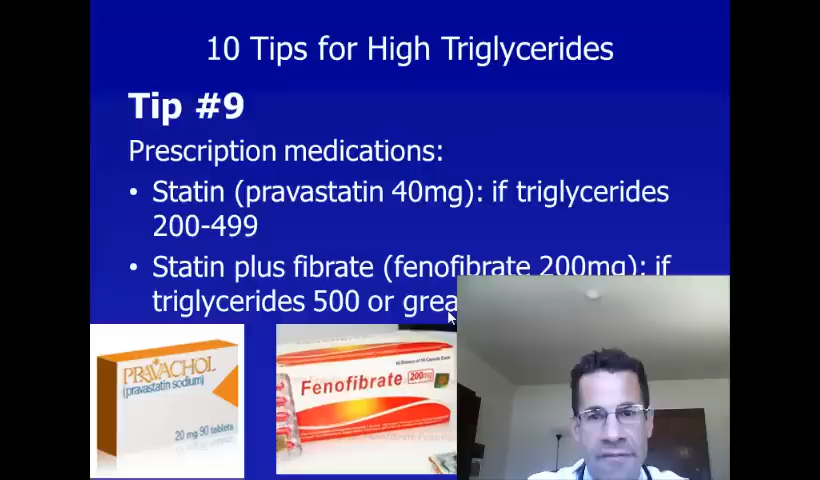 10 Tips for High Triglycerides
Tip #9
Prescription medications:
• Statin (pravastatin 40mg): if triglycerides
200-499
• Statin plus fibrate (fenofibrate 200mg): if
triglycerides 500 or grea
PRAVACHOL
(pravastatin sodium)
20 mg 90 tablets
Fenofibrate 200mg